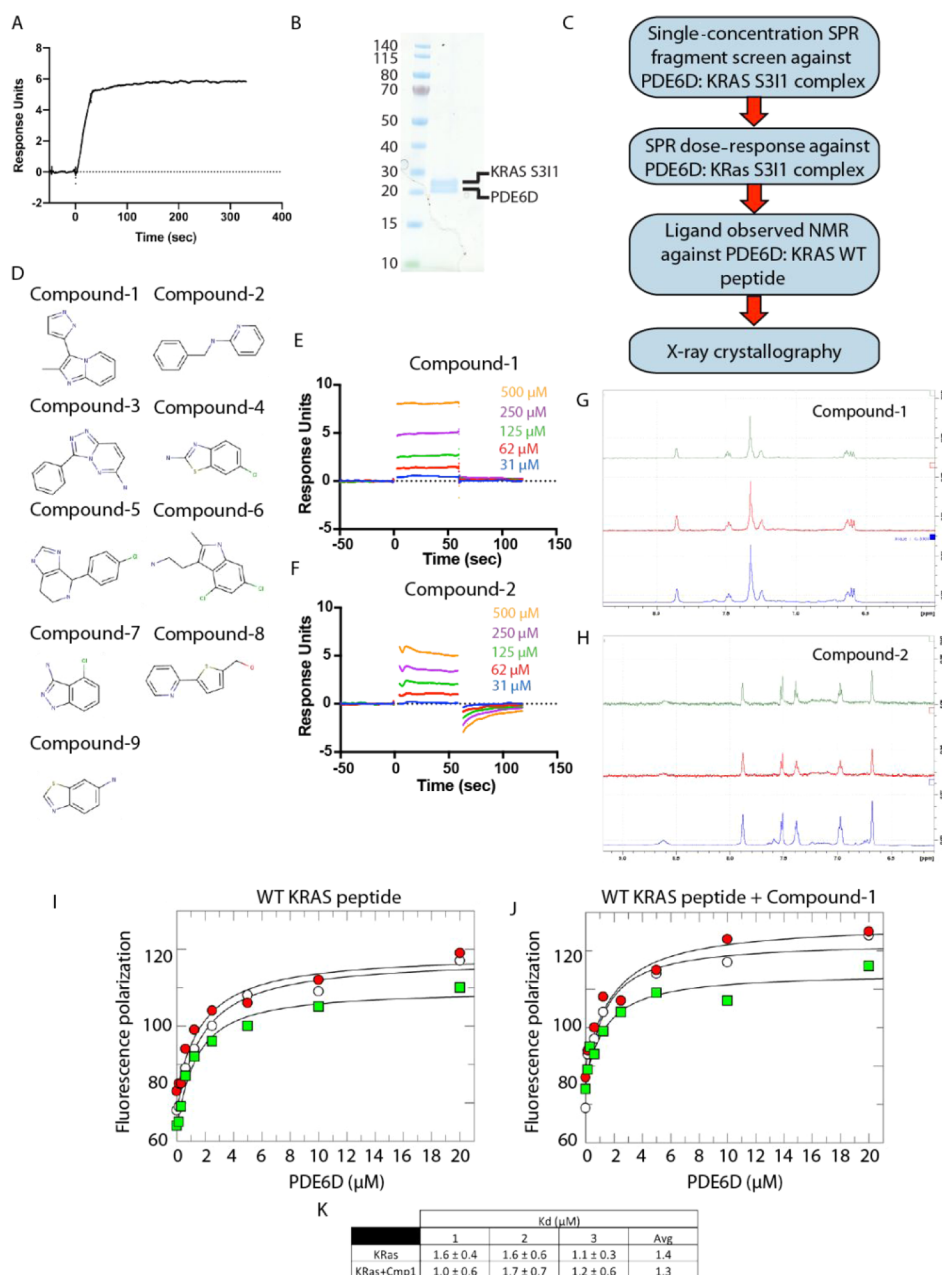 A
Response Units
8
6
4
2
0
-2
0
100
200
300
400
Time (sec)
B
140
115
80
70
50
40
30
20
15
10
KRAS S3I1
PDE6D
C
Single-concentration SPR
fragment screen against
PDE6D: KRAS S3I1 complex
SPR dose-response against
PDE6D: KRas S3I1 complex
Ligand observed NMR
against PDE6D: KRAS WT
peptide
X-ray crystallography
D
Compound-1
Compound-2
Compound-3
Compound-4
Compound-5
Compound-6
Compound-7
Compound-8
Compound-9
E
Compound-1
Response Units
10
5
0
-5
500 µM
250 µM
125 µM
62 µM
31 µM
-50
0
50
100
150
Time (sec)
F
Compound-2
Response Units
10
5
0
-5
500 µM
250 µM
125 µM
62 µM
31 µM
-50
0
50
100
150
Time (sec)
G
Compound-1
H
Compound-2
I
WT KRAS peptide
Fluorescence polarization
120
100
80
60
0 2 4 6 8 10 12 14 16 18 20
PDE6D (µM)
J
WT KRAS peptide + Compound-1
Fluorescence polarization
120
100
80
60
0 2 4 6 8 10 12 14 16 18 20
PDE6D (µM)
K
Kd (µM)
1 2 3 Avg
KRas 1.6 ± 0.4 1.6 ± 0.6 1.1 ± 0.3 1.4
KRas+Cmp1 1.0 ± 0.6 1.7 ± 0.7 1.2 ± 0.6 1.3